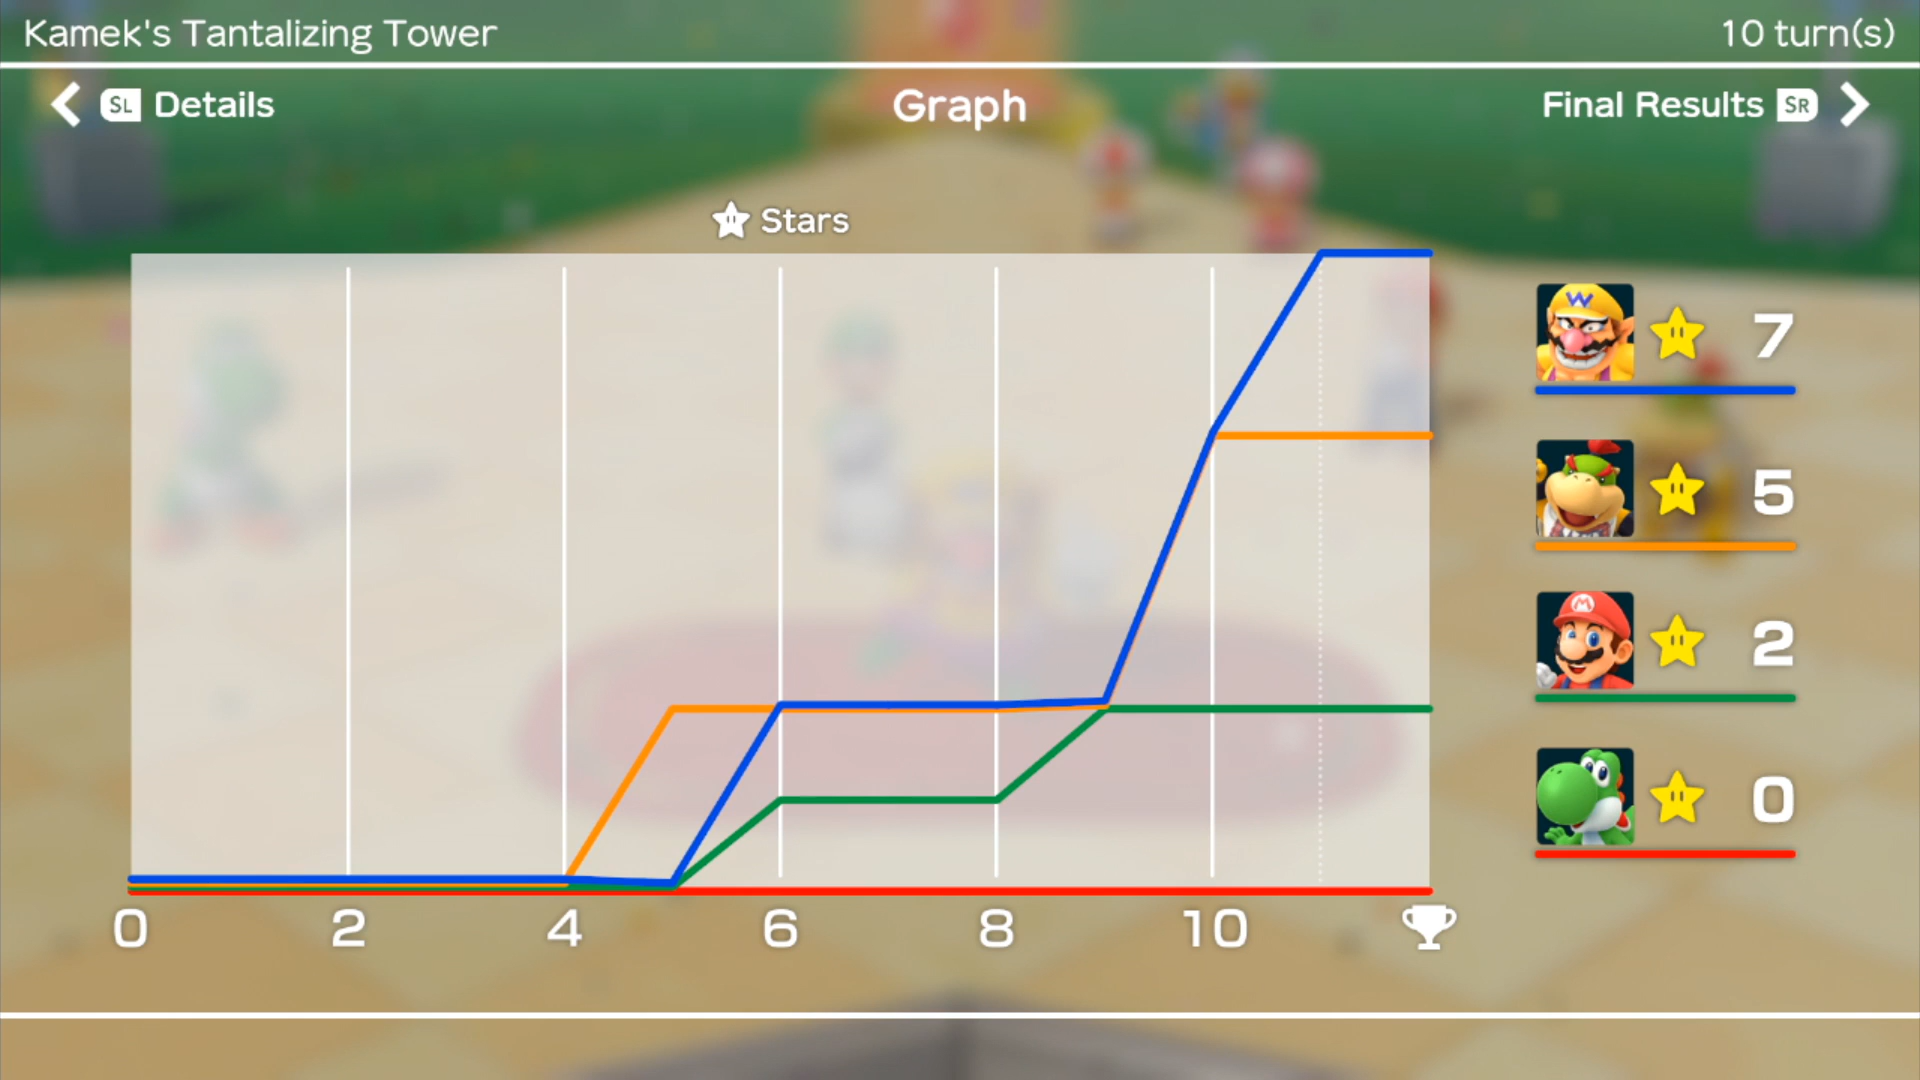 Kamek's Tantalizing Tower 10 turn(s)
SL Details Graph Final Results SR
Stars
W 7
5
M 2
0
0 2 4 6 8 10